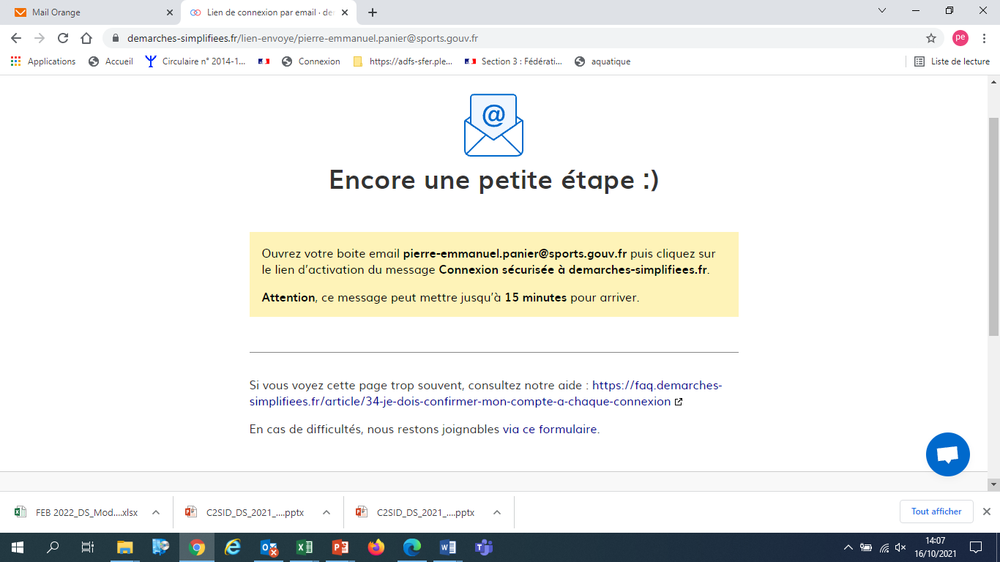 Mail Orange
Lien de connexion par email · de
demarches-simplifiees.fr/lien-envoye/pierre-emmanuel.panier@sports.gouv.fr
pe
Applications
Accueil
Circulaire n° 2014-1...
Connexion
https://adfs-sfer.ple...
Section 3 : Fédérati...
aquatique
Liste de lecture
@
Encore une petite étape :)
Ouvrez votre boite email pierre-emmanuel.panier@sports.gouv.fr puis cliquez sur
le lien d'activation du message Connexion sécurisée à demarches-simplifiees.fr.
Attention, ce message peut mettre jusqu'à 15 minutes pour arriver.
Si vous voyez cette page trop souvent, consultez notre aide : https://faq.demarches-
simplifiees.fr/article/34-je-dois-confirmer-mon-compte-a-chaque-connexion
En cas de difficultés, nous restons joignables via ce formulaire.
FEB 2022_DS_Mod....xlsx
C2SID_DS_2021_....pptx
C2SID_DS_2021_....pptx
Tout afficher
14:07
16/10/2021